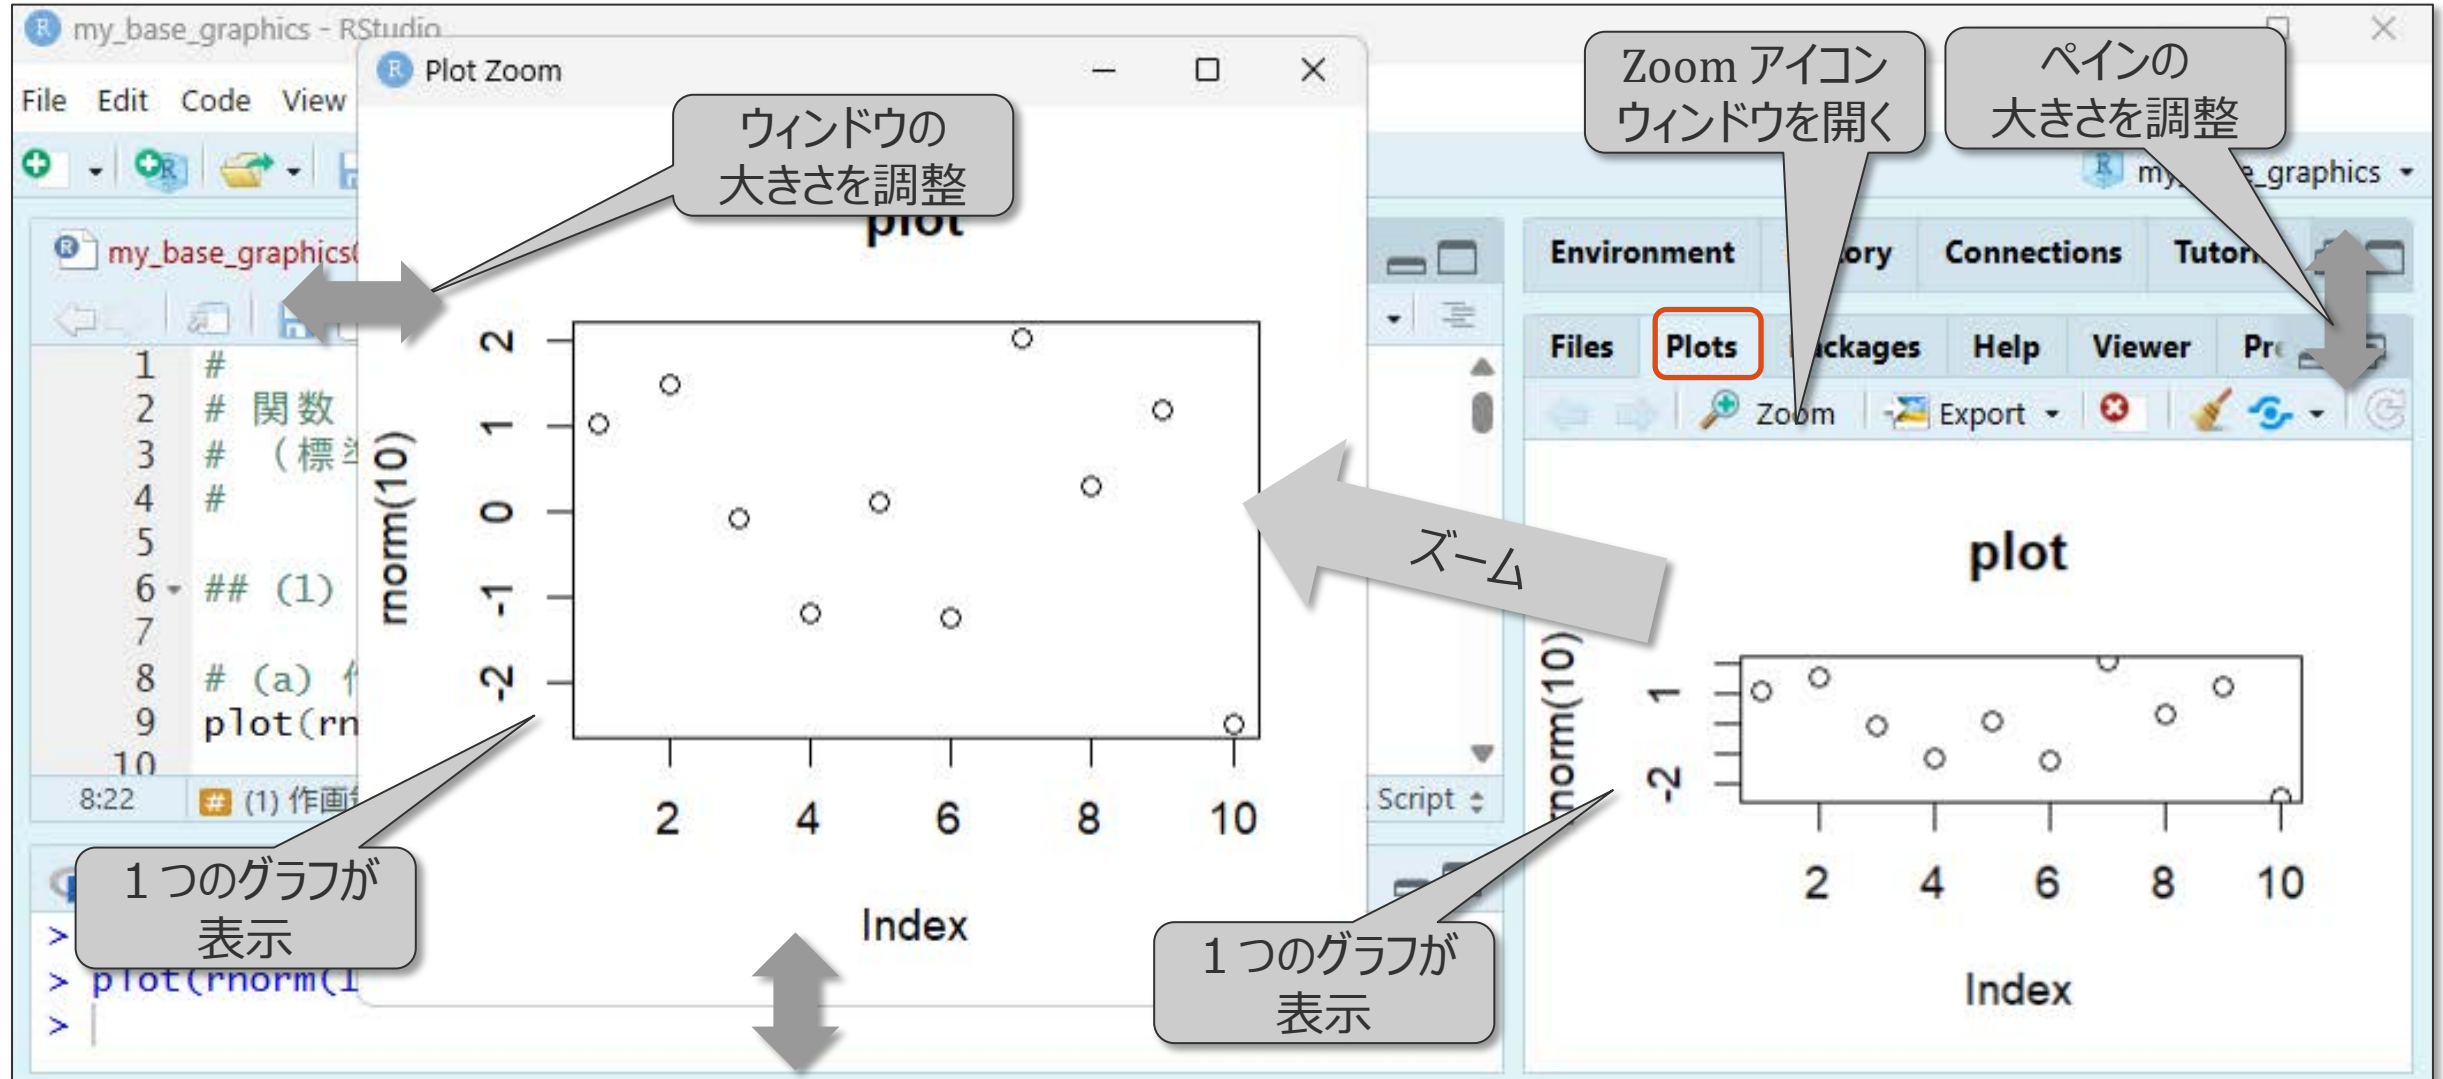 my_base_graphics - RStudio
Plot Zoom
Zoom アイコン
ウィンドウを開く
ペインの
大きさを調整
File Edit Code View
ウィンドウの
大きさを調整
my_base_graphics
plot
Environment Connections
Files Plots Packages Help Viewer
Zoom Export
1 #
2 # 関数
3 # (標準
4 #
5
6 ## (1)
7
8 # (a)
9 plot(rn
10
8:22 (1) 作画
Script
rnorm(10)
2
1
0
-1
-2
2 4 6 8 10
Index
ズーム
plot
rnorm(10)
1
-2
2 4 6 8 10
Index
1つのグラフが
表示
1つのグラフが
表示
>
> plot(rnorm(1
>